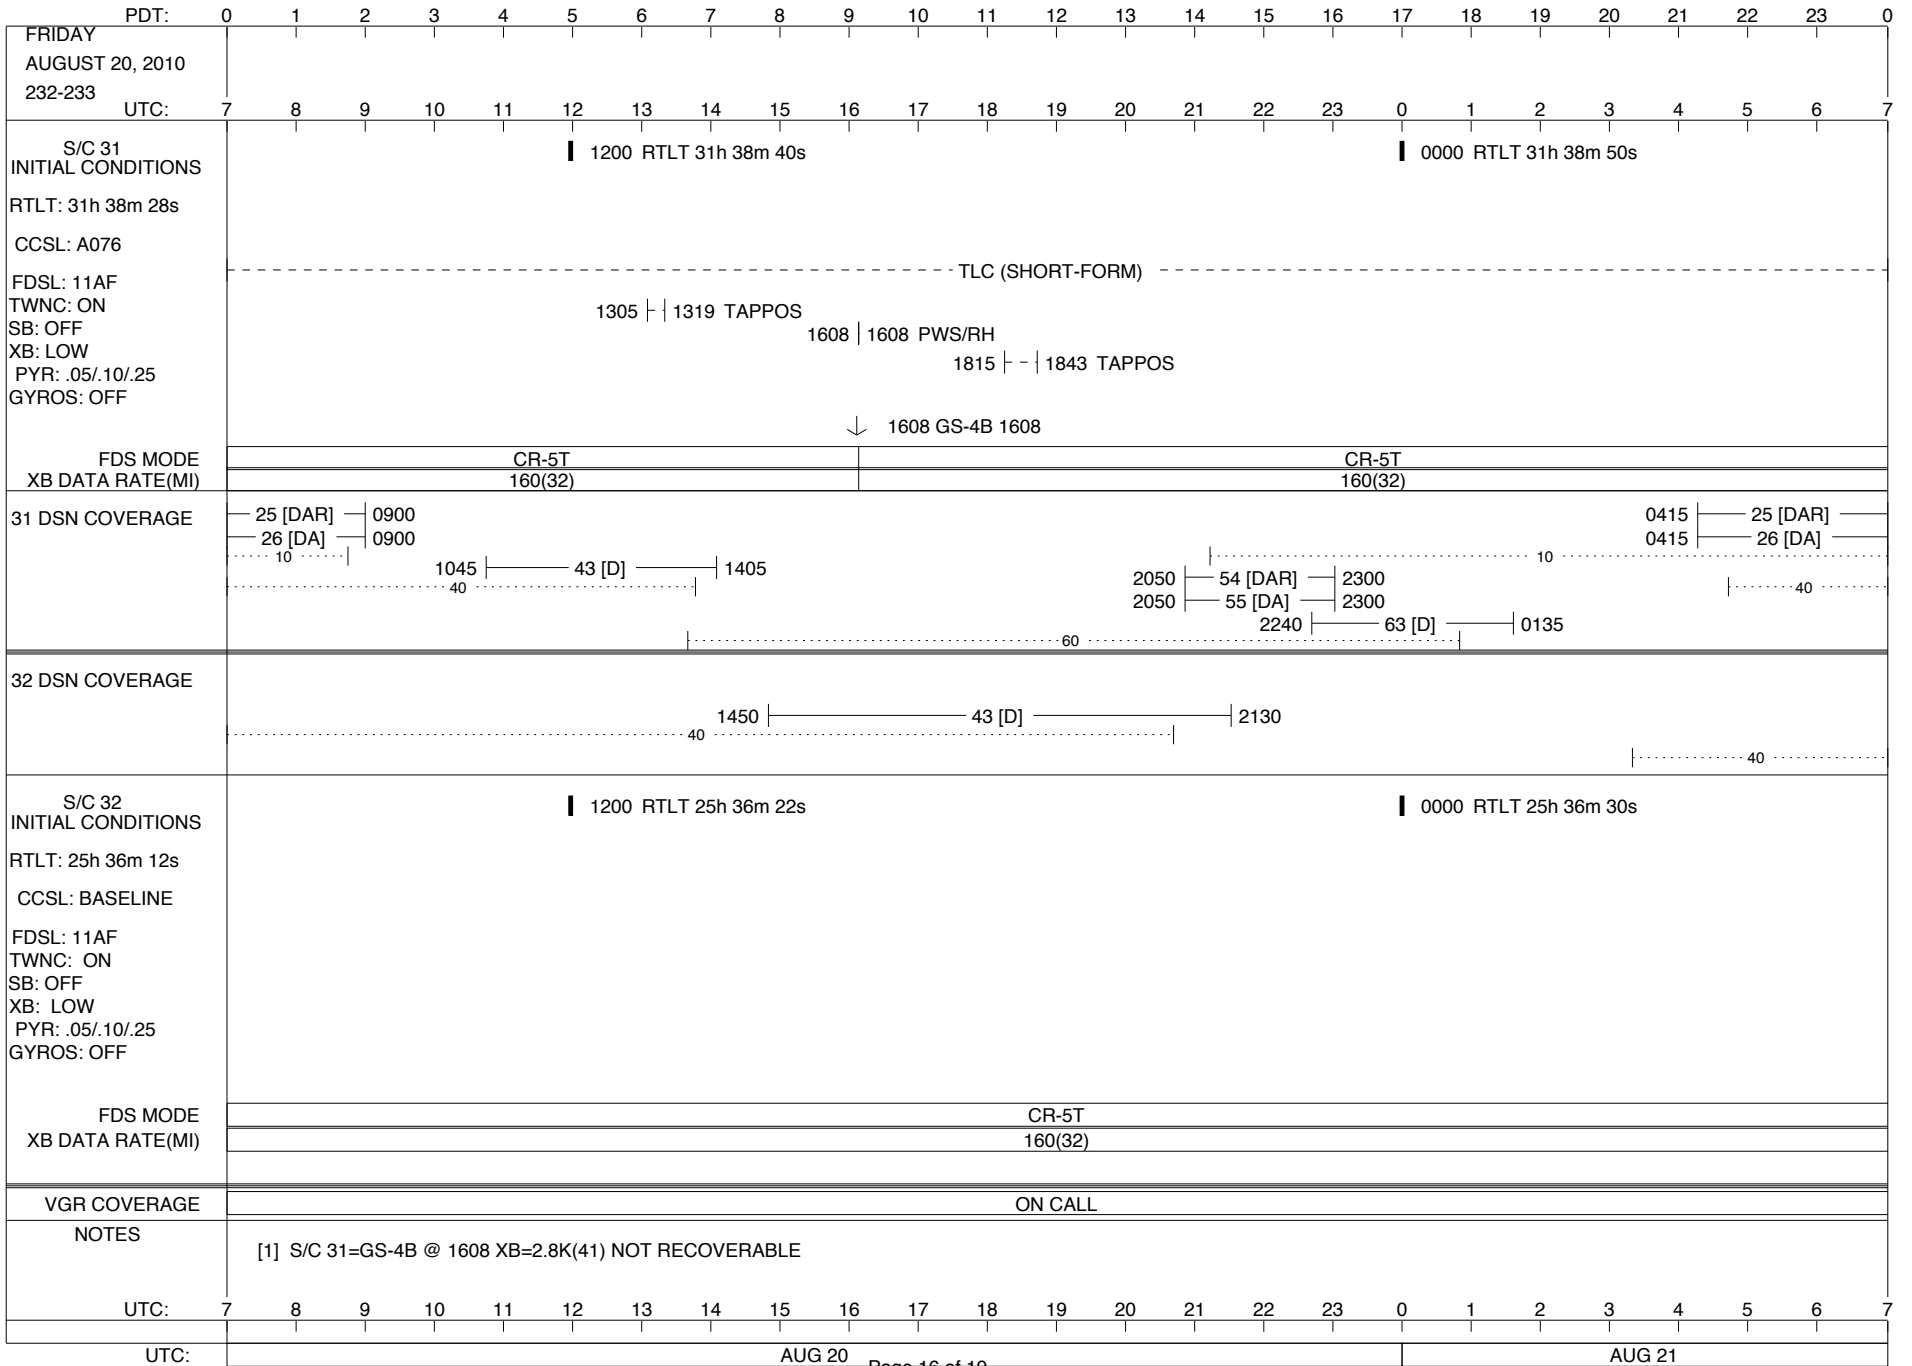 PDT: 0 1 2 3 4 5 6 7 8 9 10 11 12 13 14 15 16 17 18 19 20 21 22 23 0
FRIDAY
AUGUST 20, 2010
232-233
UTC: 7 8 9 10 11 12 13 14 15 16 17 18 19 20 21 22 23 0 1 2 3 4 5 6 7
S/C 31
INITIAL CONDITIONS
1200 RTLT 31h 38m 40s
0000 RTLT 31h 38m 50s
RTLT: 31h 38m 28s
CCSL: A076
TLC (SHORT-FORM)
FDSL: 11AF
TWNC: ON
1305 1319 TAPPOS
SB: OFF
1608 1608 PWS/RH
XB: LOW
1815 1843 TAPPOS
PYR: .05/.10/.25
GYROS: OFF
1608 GS-4B 1608
FDS MODE CR-5T CR-5T
XB DATA RATE(MI) 160(32) 160(32)
31 DSN COVERAGE
25 [DAR] 0900 0415 25 [DAR]
26 [DA] 0900 0415 26 [DA]
10 10
1045 43 [D] 1405
2050 54 [DAR] 2300
40 40
2050 55 [DA] 2300
2240 63 [D] 0135
60
32 DSN COVERAGE
1450 43 [D] 2130
40
40
S/C 32
INITIAL CONDITIONS
1200 RTLT 25h 36m 22s
0000 RTLT 25h 36m 30s
RTLT: 25h 36m 12s
CCSL: BASELINE
FDSL: 11AF
TWNC: ON
SB: OFF
XB: LOW
PYR: .05/.10/.25
GYROS: OFF
FDS MODE CR-5T
XB DATA RATE(MI) 160(32)
VGR COVERAGE ON CALL
NOTES
[1] S/C 31=GS-4B @ 1608 XB=2.8K(41) NOT RECOVERABLE
UTC: 7 8 9 10 11 12 13 14 15 16 17 18 19 20 21 22 23 0 1 2 3 4 5 6 7
UTC: AUG 20 AUG 21
Page 16 of 19